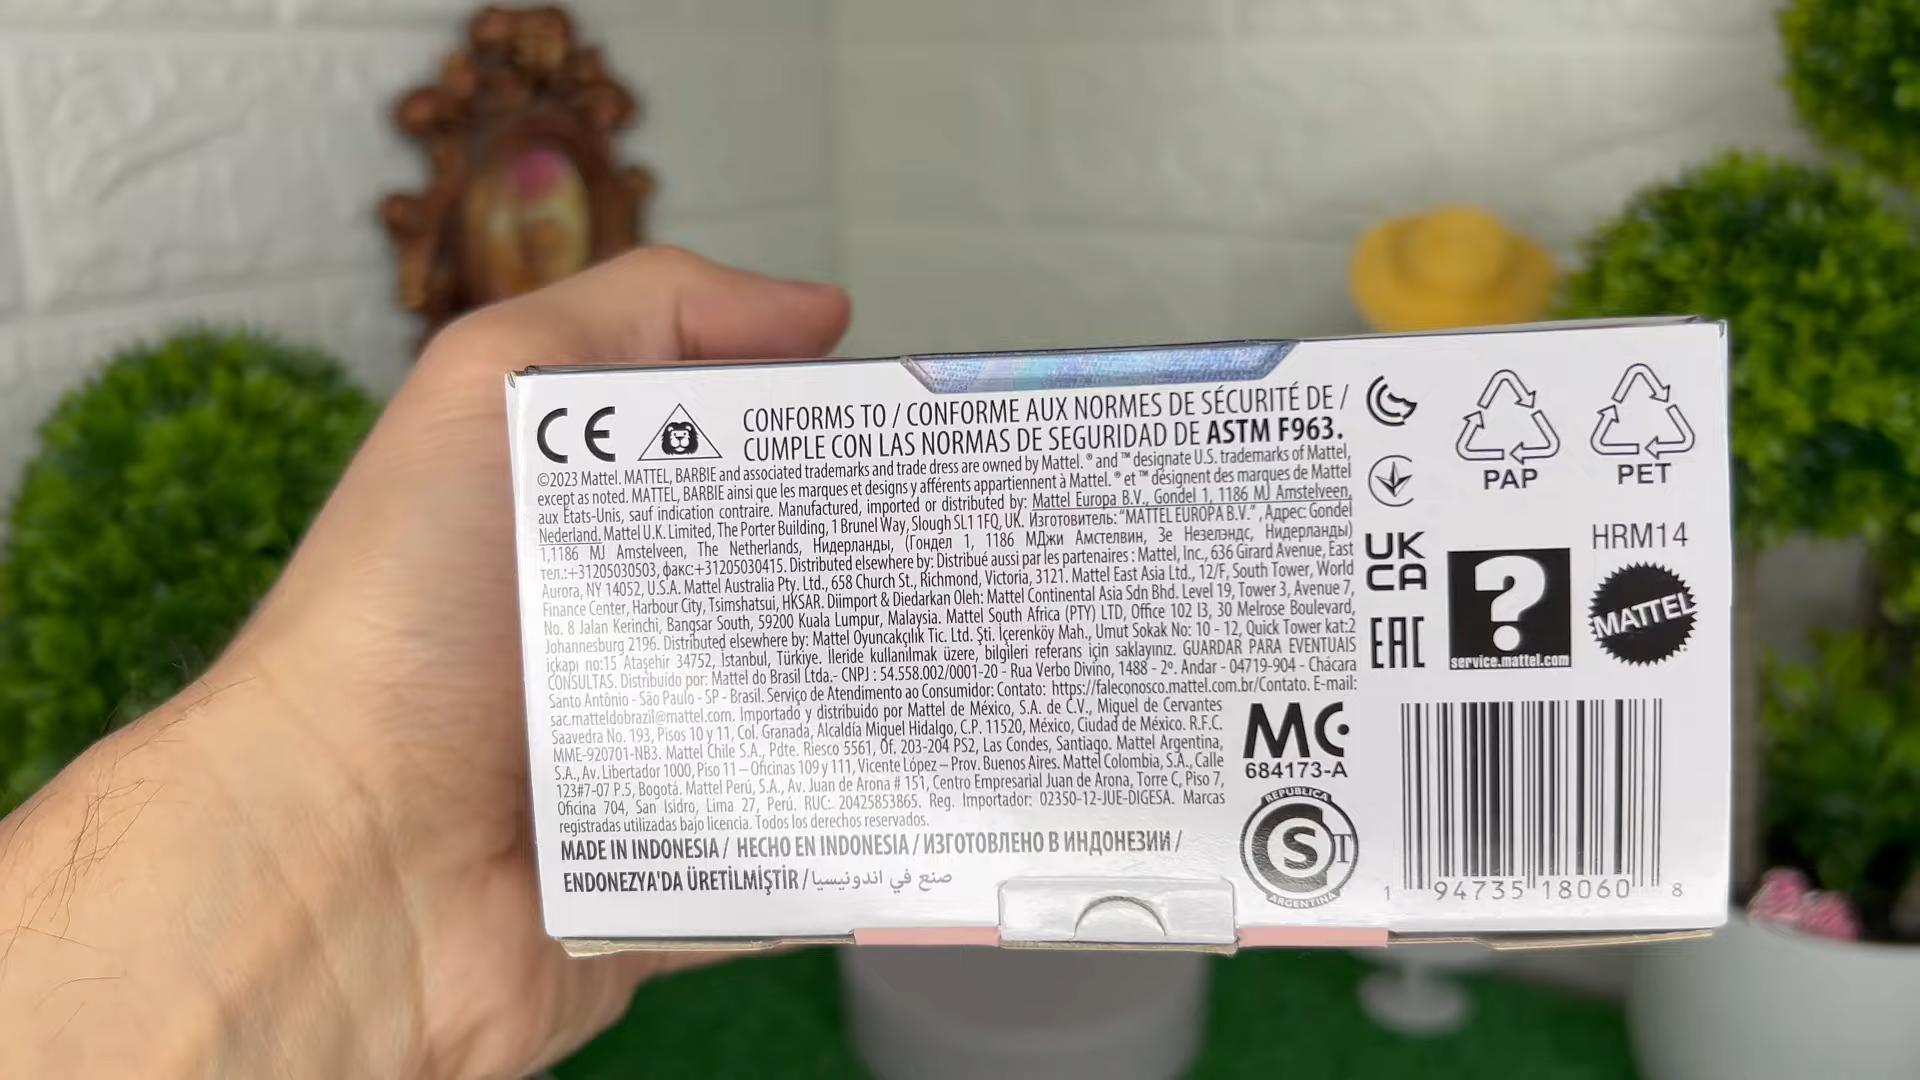 CE
CONFORMS TO / CONFORME AUX NORMES DE SÉCURITÉ DE /
CUMPLE CON LAS NORMAS DE SEGURIDAD DE ASTM F963.
©2023 Mattel. MATTEL, BARBIE and associated trademarks and trade dress are owned by Mattel. ® and ™ designate U.S. trademarks of Mattel,
except as noted. MATTEL, BARBIE ainsi que les marques et designs y afférents appartiennent à Mattel. ® et ™ désignent des marques de Mattel
aux États-Unis, sauf indication contraire. Manufactured, imported or distributed by: Mattel Europa B.V., Gondel 1, 1186 MJ Amstelveen,
Nederland. Mattel U.K. Limited, The Porter Building, 1 Brunel Way, Slough SL1 1FQ, UK. Изготовитель: "MATTEL EUROPA B.V." , Адрес: Gondel
1,1186 MJ Amstelveen, The Netherlands, Нидерланды, (Гондел 1, 1186 МДжи Амстелвин, Зе Незелэндс, Нидерланды)
тел.:+31205030503, факс:+31205030415. Distributed elsewhere by: Distribué aussi par les partenaires : Mattel, Inc., 636 Girard Avenue, East
Aurora, NY 14052, U.S.A. Mattel Australia Pty. Ltd., 658 Church St., Richmond, Victoria, 3121. Mattel East Asia Ltd., 12/F, South Tower, World
Finance Center, Harbour City, Tsimshatsui, HKSAR. Diimport & Diedarkan Oleh: Mattel Continental Asia Sdn Bhd. Level 19, Tower 3, Avenue 7,
No. 8 Jalan Kerinchi, Bangsar South, 59200 Kuala Lumpur, Malaysia. Mattel South Africa (PTY) LTD, Office 102 I3, 30 Melrose Boulevard,
Johannesburg 2196. Distributed elsewhere by: Mattel Oyuncakçılık Tic. Ltd. Şti. İçerenköy Mah., Umut Sokak No: 10 - 12, Quick Tower kat:2
içkapı no:15 Ataşehir 34752, İstanbul, Türkiye. İleride kullanılmak üzere, bilgileri referans için saklayınız. GUARDAR PARA EVENTUAIS
CONSULTAS. Distribuído por: Mattel do Brasil Ltda.- CNPJ : 54.558.002/0001-20 - Rua Verbo Divino, 1488 - 2º. Andar - 04719-904 - Chácara
Santo Antônio - São Paulo - SP - Brasil. Serviço de Atendimento ao Consumidor: Contato: https://faleconosco.mattel.com.br/Contato. E-mail:
sac.matteldobrazil@mattel.com. Importado y distribuido por Mattel de México, S.A. de C.V., Miguel de Cervantes
Saavedra No. 193, Pisos 10 y 11, Col. Granada, Alcaldía Miguel Hidalgo, C.P. 11520, México, Ciudad de México. R.F.C.
MME-920701-NB3. Mattel Chile S.A., Pdte. Riesco 5561, Of. 203-204 PS2, Las Condes, Santiago. Mattel Argentina,
S.A., Av. Libertador 1000, Piso 11 – Oficinas 109 y 111, Vicente López – Prov. Buenos Aires. Mattel Colombia, S.A., Calle
123#7-07 P.5, Bogotá. Mattel Perú, S.A., Av. Juan de Arona # 151, Centro Empresarial Juan de Arona, Torre C, Piso 7,
Oficina 704, San Isidro, Lima 27, Perú. RUC: 20425853865. Reg. Importador: 02350-12-JUE-DIGESA. Marcas
registradas utilizadas bajo licencia. Todos los derechos reservados.
MADE IN INDONESIA / HECHO EN INDONESIA / ИЗГОТОВЛЕНО В ИНДОНЕЗИИ /
ENDONEZYA'DA ÜRETİLMİŞTİR / صنع في اندونيسيا
UK
CA
EAC
PAP
PET
HRM14
?
service.mattel.com
MATTEL
MC
684173-A
REPUBLICA
S T
ARGENTINA
1 94735 18060 8